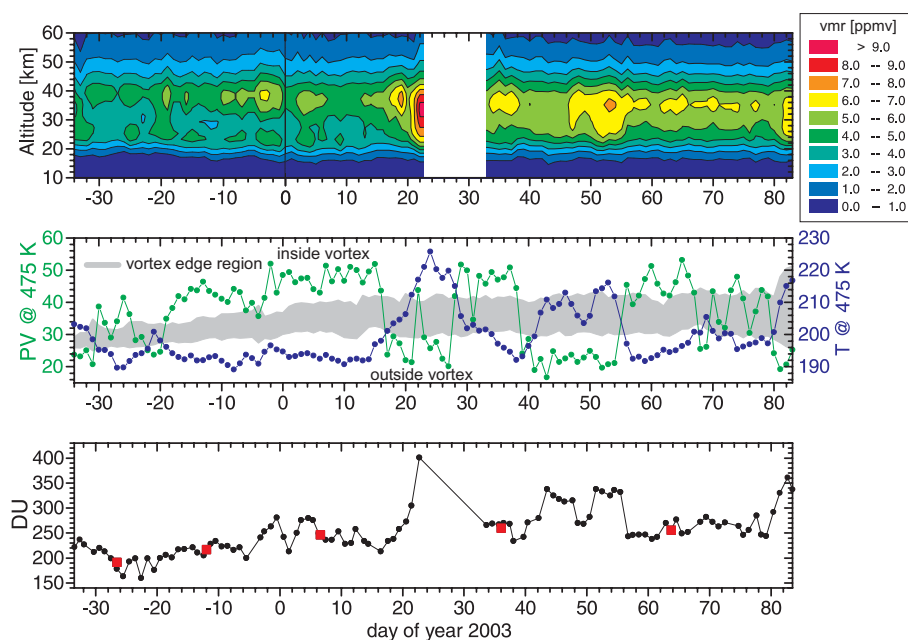 vmr [ppmv]
> 9.0
8.0 -- 9.0
7.0 -- 8.0
6.0 -- 7.0
5.0 -- 6.0
4.0 -- 5.0
3.0 -- 4.0
2.0 -- 3.0
1.0 -- 2.0
0.0 -- 1.0
Altitude [km]
60
50
40
30
20
10
-30 -20 -10 0 0 10 20 30 40 50 60 70 80
PV @ 475 K
60
50
40
30
20
vortex edge region
inside vortex
outside vortex
230
220
210
200
190
T @ 475 K
-30 -20 -10 0 10 20 30 40 50 60 70 80
DU
400
350
300
250
200
150
-30 -20 -10 0 10 20 30 40 50 60 70 80
day of year 2003